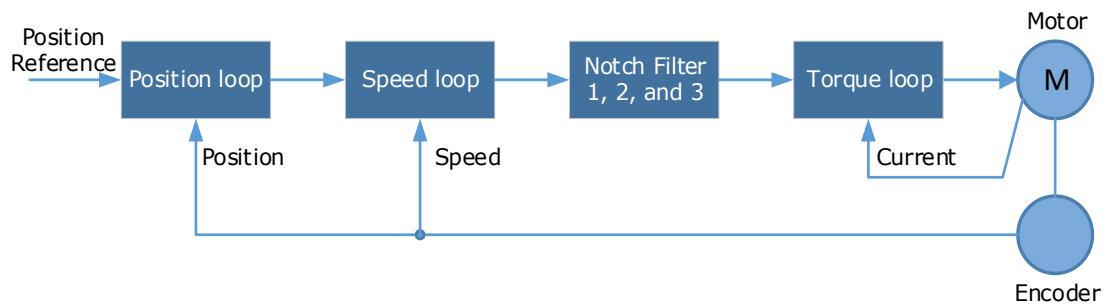 Position
Reference
Position loop
Speed loop
Notch Filter
1, 2, and 3
Torque loop
Motor
M
Position
Speed
Current
Encoder